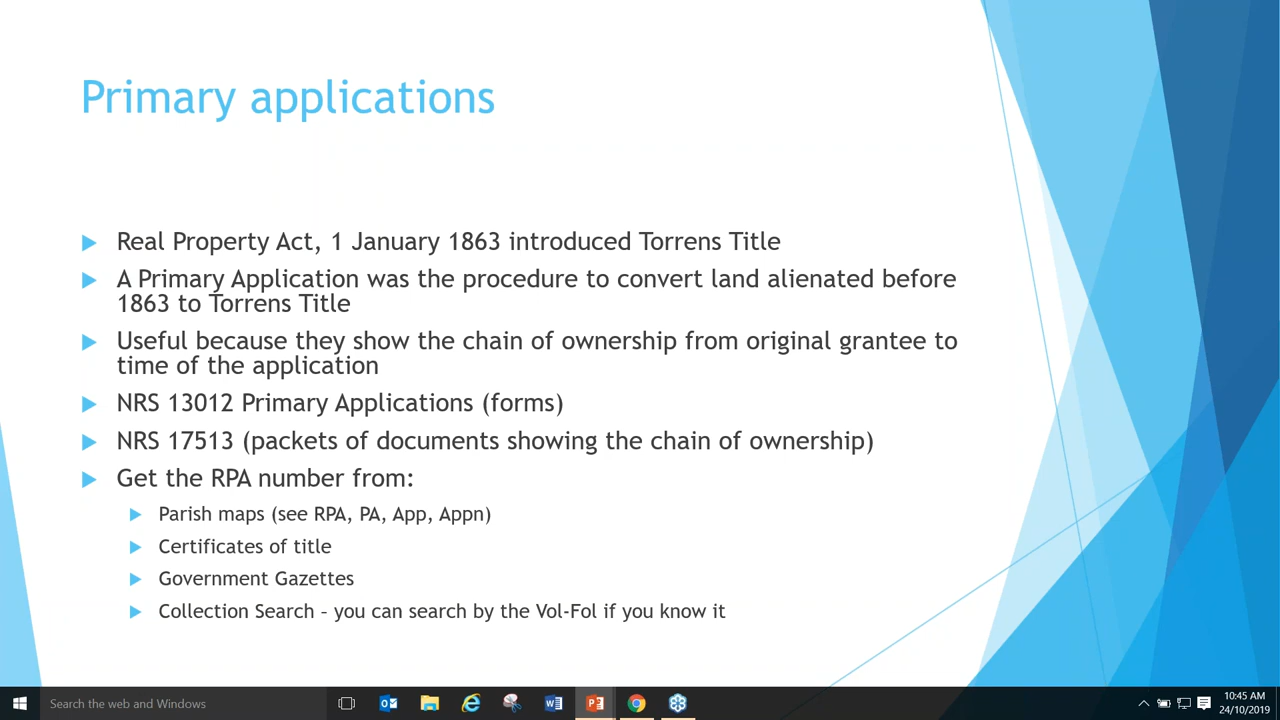 Primary applications
Real Property Act, 1 January 1863 introduced Torrens Title
A Primary Application was the procedure to convert land alienated before
1863 to Torrens Title
Useful because they show the chain of ownership from original grantee to
time of the application
NRS 13012 Primary Applications (forms)
NRS 17513 (packets of documents showing the chain of ownership)
Get the RPA number from:
Parish maps (see RPA, PA, App, Appn)
Certificates of title
Government Gazettes
Collection Search – you can search by the Vol-Fol if you know it
Search the web and Windows
10:45 AM
24/10/2019